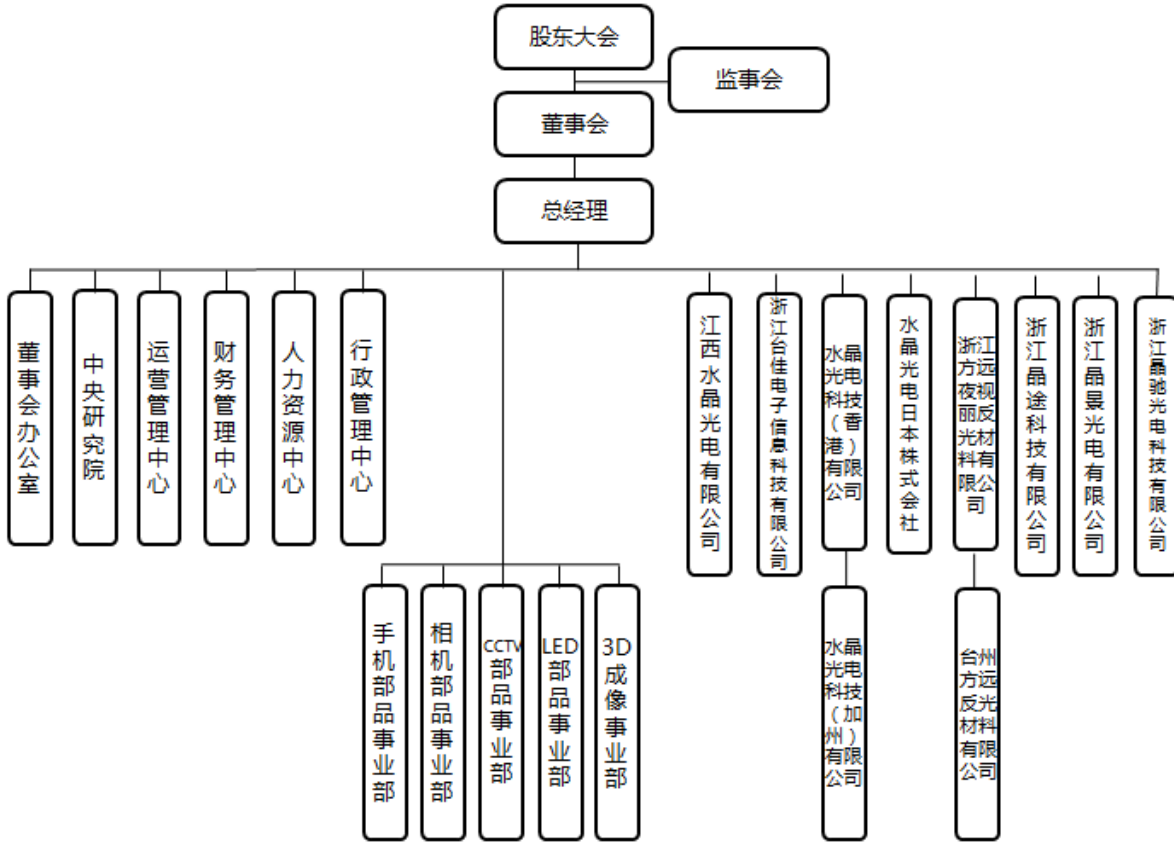 股东大会
监事会
董事会
总经理
董事会办公室
中央研究院
运营管理中心
财务管理中心
人力资源中心
行政管理中心
江西水晶光电有限公司
浙江台佳电子信息科技有限公司
水晶光电科技（香港）有限公司
水晶光电日本株式会社
浙江方远夜视丽反光材料有限公司
浙江晶途科技有限公司
浙江晶景光电有限公司
浙江晶驰光电科技有限公司
手机部品事业部
相机部品事业部
CCTV部品事业部
LED部品事业部
3D成像事业部
水晶光电科技（加州）有限公司
台州方远反光材料有限公司